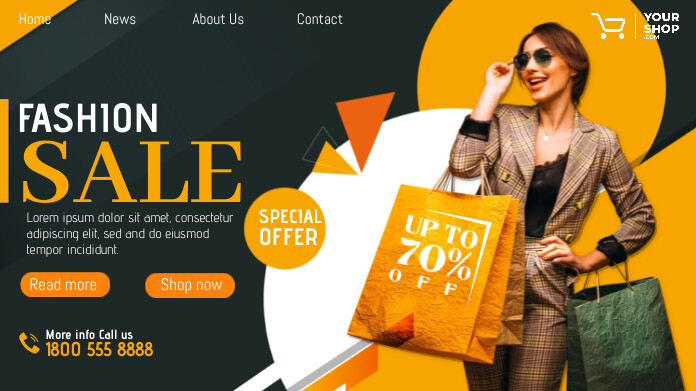 Home News About Us Contact
YOUR
SHOP
.COM
FASHION
SALE
Lorem ipsum dolor sit amet, consectetur
adipiscing elit, sed and do eiusmod
tempor incididunt.
SPECIAL
OFFER
UP TO
70%
OFF
Read more
Shop now
More info Call us
1800 555 8888